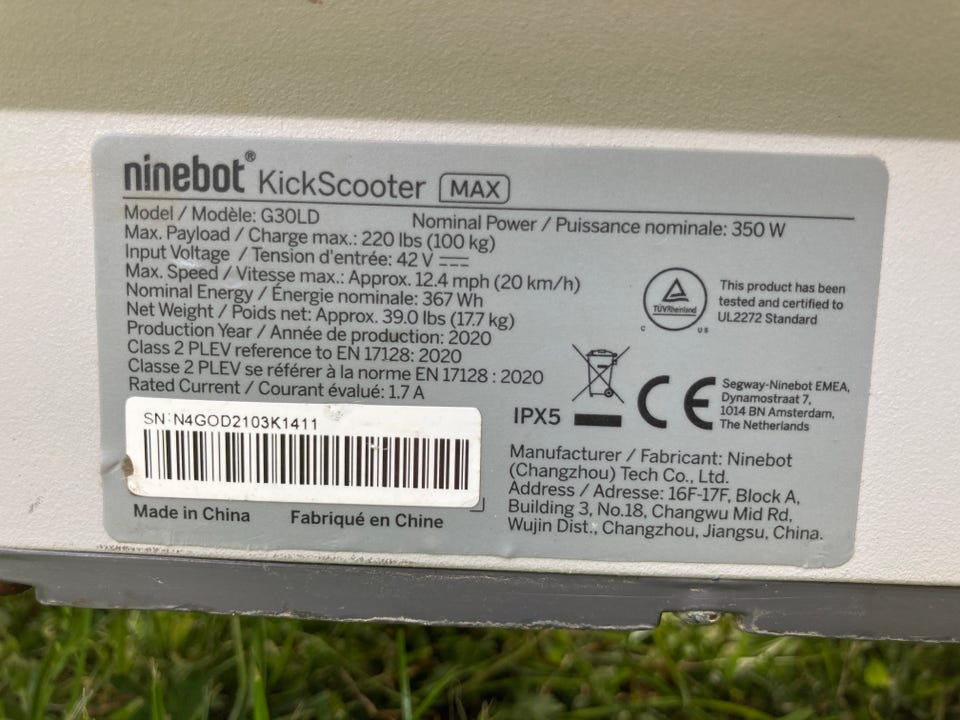 ninebot® KickScooter MAX
Model / Modèle: G30LD
Nominal Power / Puissance nominale: 350 W
Max. Payload / Charge max.: 220 lbs (100 kg)
Input Voltage / Tension d'entrée: 42 V
Max. Speed / Vitesse max.: Approx. 12.4 mph (20 km/h)
Nominal Energy / Énergie nominale: 367 Wh
Net Weight / Poids net: Approx. 39.0 lbs (17.7 kg)
Production Year / Année de production: 2020
Class 2 PLEV reference to EN 17128: 2020
Classe 2 PLEV se référer à la norme EN 17128 : 2020
Rated Current / Courant évalué: 1.7 A
TÜVRheinland
C US
This product has been
tested and certified to
UL2272 Standard
IPX5
CE
Segway-Ninebot EMEA,
Dynamostraat 7,
1014 BN Amsterdam,
The Netherlands
SN: N4GOD2103K1411
Made in China Fabriqué en Chine
Manufacturer / Fabricant: Ninebot
(Changzhou) Tech Co., Ltd.
Address / Adresse: 16F-17F, Block A,
Building 3, No.18, Changwu Mid Rd,
Wujin Dist., Changzhou, Jiangsu, China.